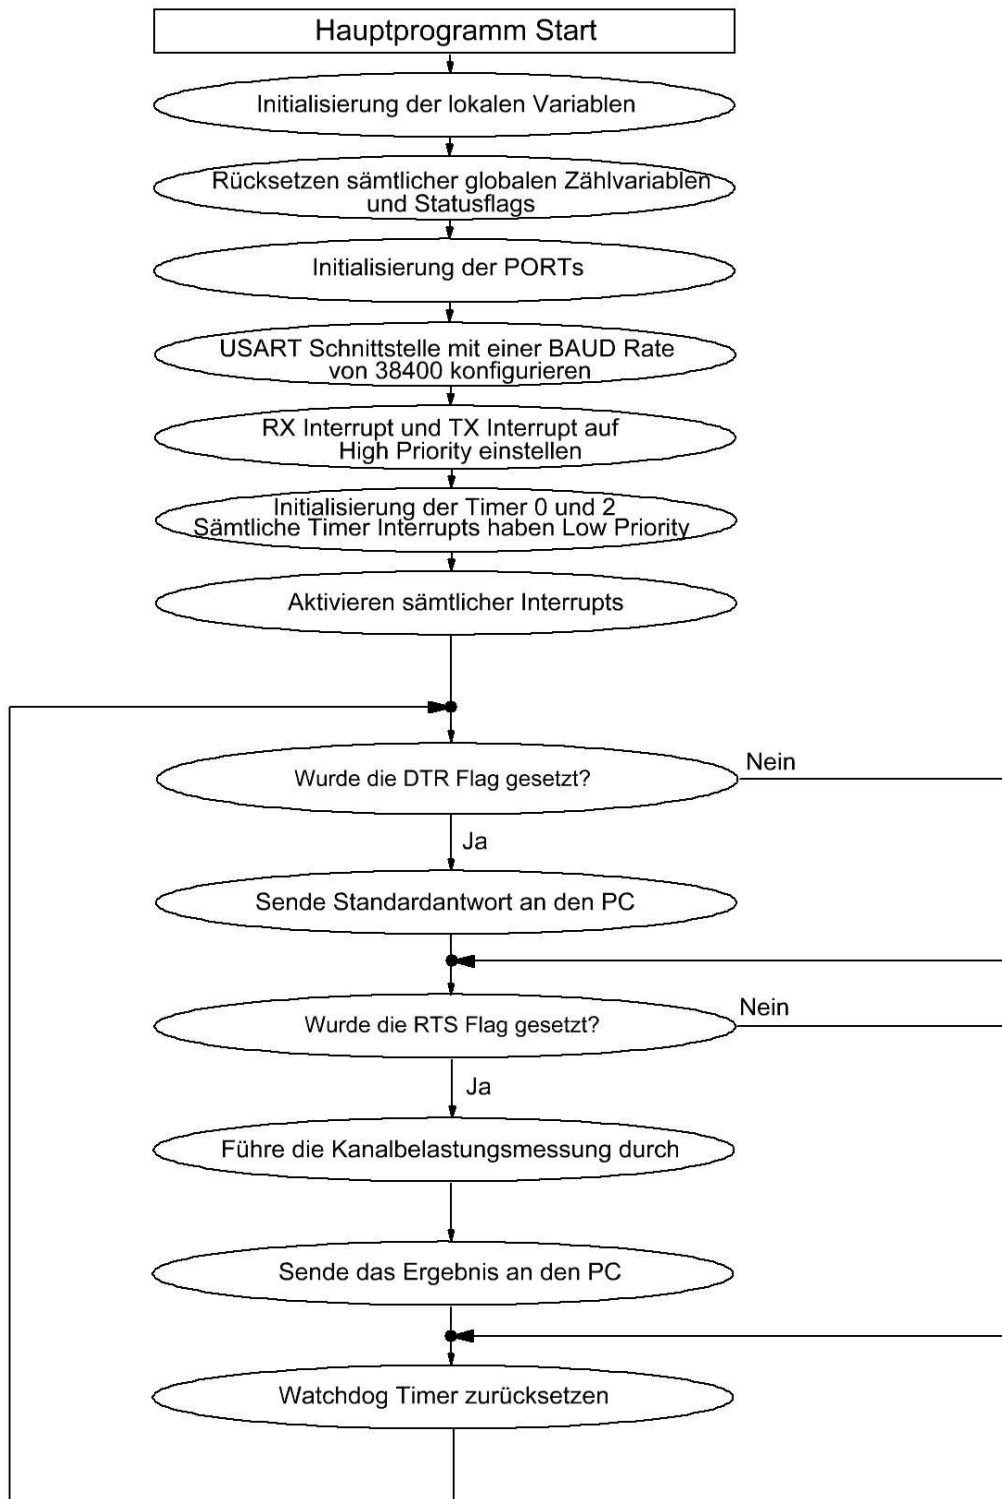 Hauptprogramm Start
Initialisierung der lokalen Variablen
Rücksetzen sämtlicher globalen Zählvariablen
und Statusflags
Initialisierung der PORTs
USART Schnittstelle mit einer BAUD Rate
von 38400 konfigurieren
RX Interrupt und TX Interrupt auf
High Priority einstellen
Initialisierung der Timer 0 und 2
Sämtliche Timer Interrupts haben Low Priority
Aktivieren sämtlicher Interrupts
Wurde die DTR Flag gesetzt?
Nein
Ja
Sende Standardantwort an den PC
Wurde die RTS Flag gesetzt?
Nein
Ja
Führe die Kanalbelastungsmessung durch
Sende das Ergebnis an den PC
Watchdog Timer zurücksetzen